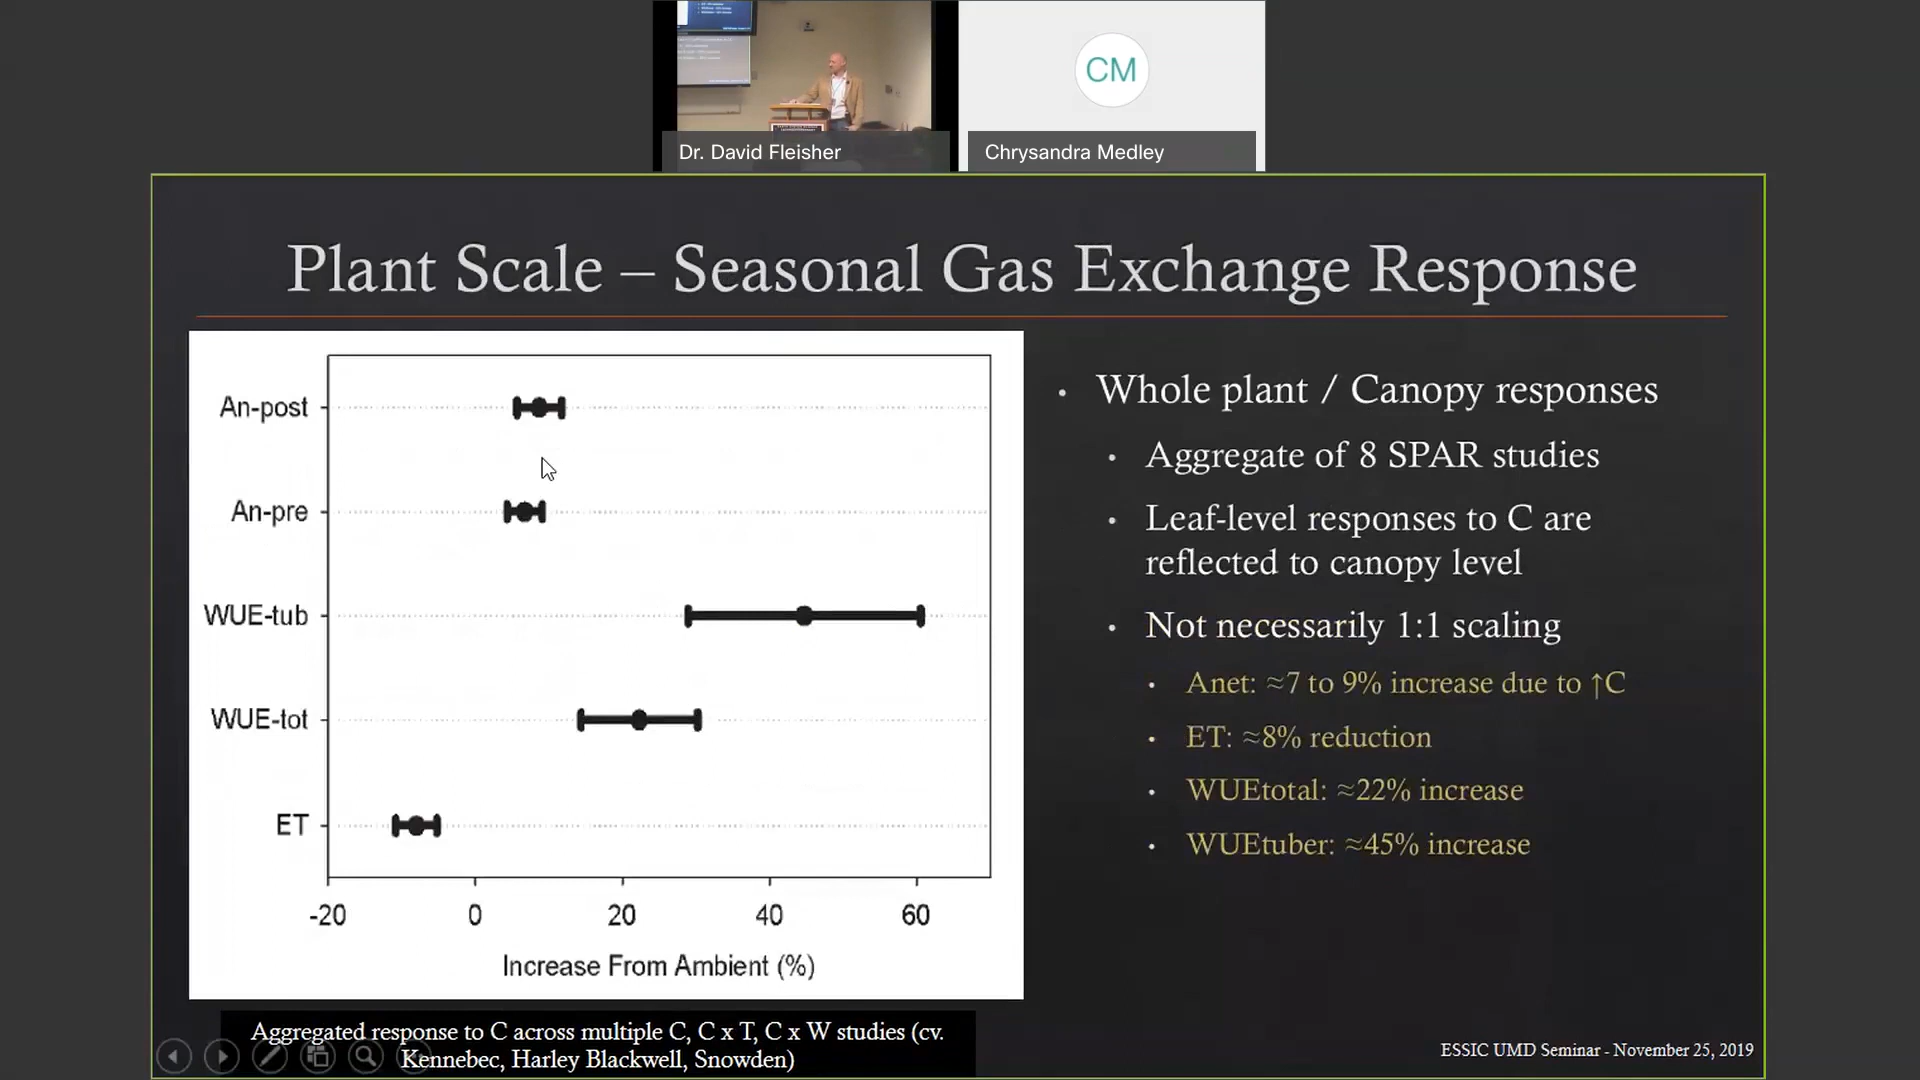 CM
Dr. David Fleisher
Chrysandra Medley
Plant Scale – Seasonal Gas Exchange Response
An-post
An-pre
WUE-tub
WUE-tot
ET
-20
0
20
40
60
Increase From Ambient (%)
• Whole plant / Canopy responses
• Aggregate of 8 SPAR studies
• Leaf-level responses to C are
reflected to canopy level
• Not necessarily 1:1 scaling
• Anet: ≈7 to 9% increase due to ↑C
• ET: ≈8% reduction
• WUEtotal: ≈22% increase
• WUEtuber: ≈45% increase
Aggregated response to C across multiple C, C x T, C x W studies (cv.
Kennebec, Harley Blackwell, Snowden)
ESSIC UMD Seminar - November 25, 2019